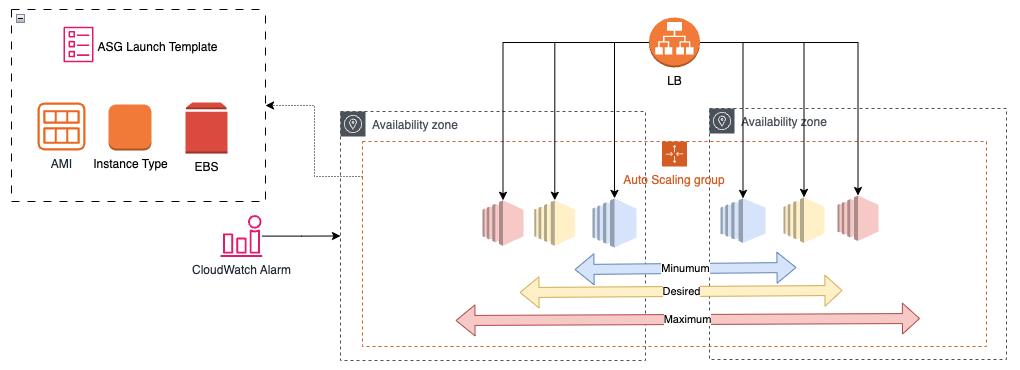 ASG Launch Template
AMI
Instance Type
EBS
LB
Availability zone
Availability zone
Auto Scaling group
CloudWatch Alarm
Minumum
Desired
Maximum